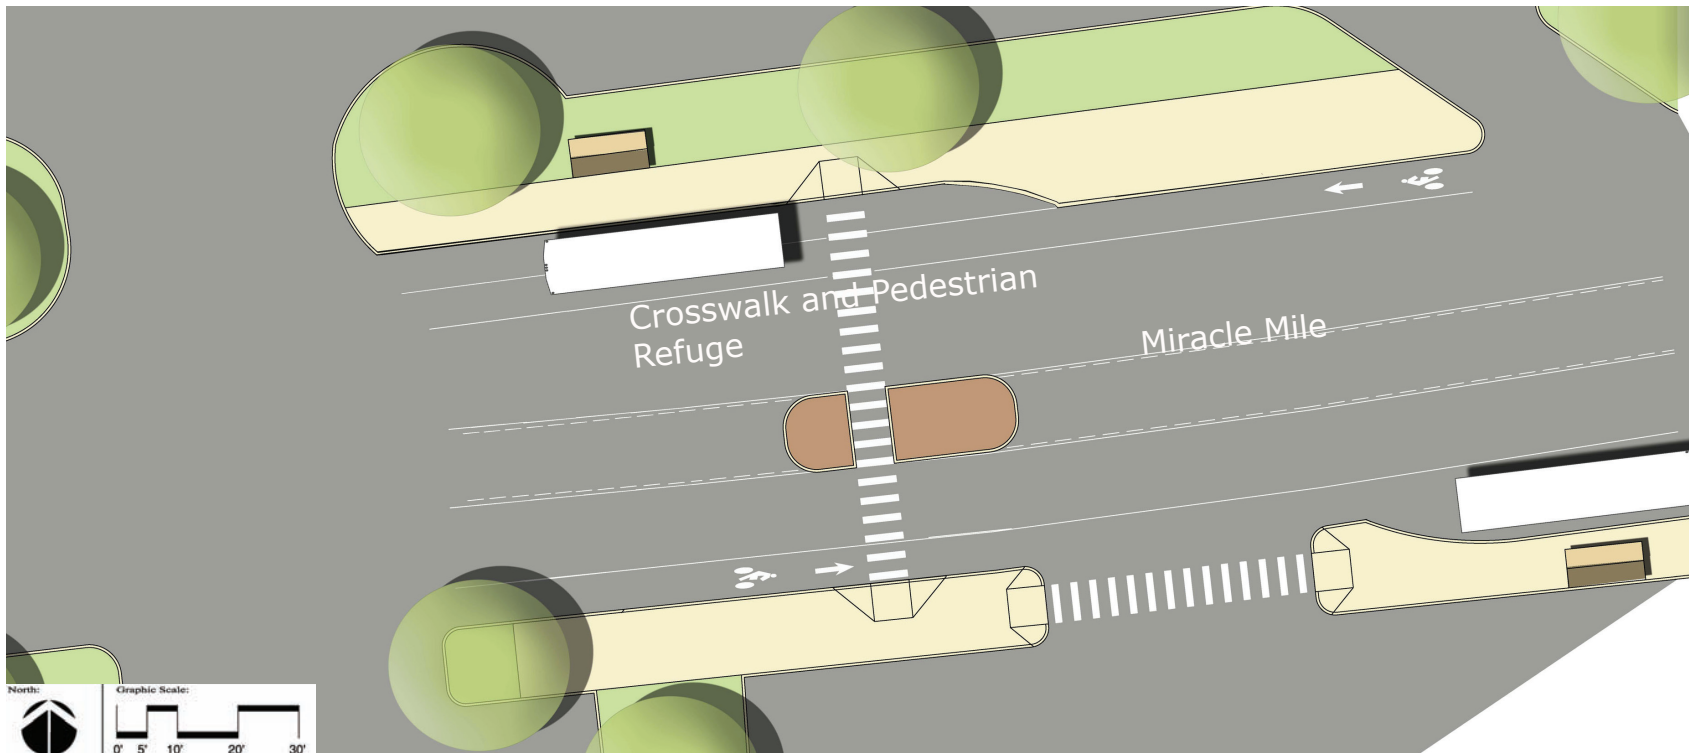 Crosswalk and Pedestrian
Refuge
Miracle Mile
North:
Graphic Scale:
0' 5' 10' 20' 30'